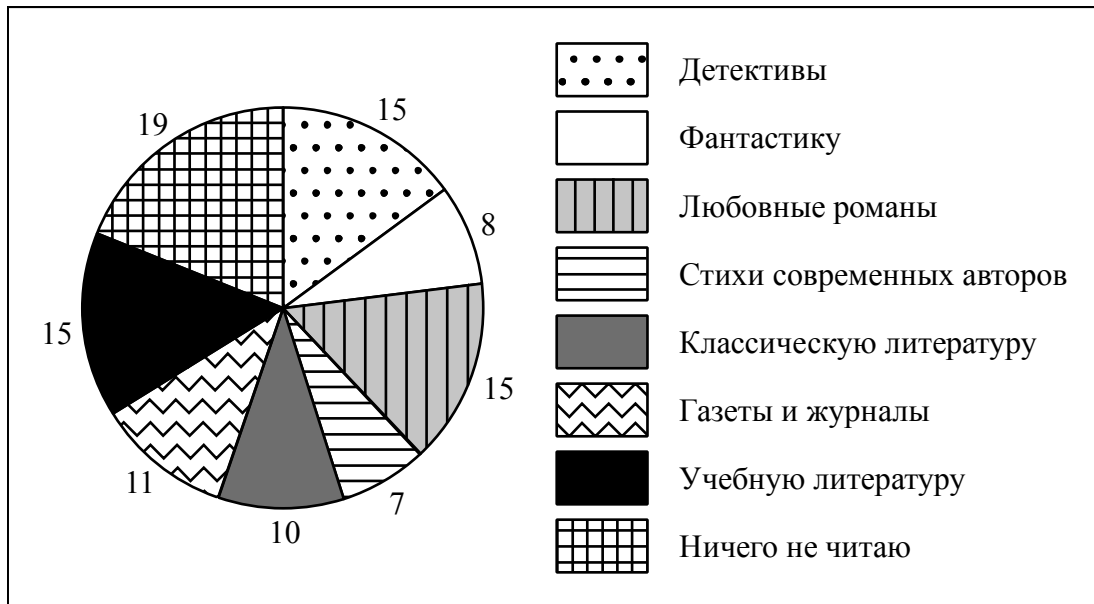 19
15
8
15
7
10
11
15
Детективы
Фантастику
Любовные романы
Стихи современных авторов
Классическую литературу
Газеты и журналы
Учебную литературу
Ничего не читаю